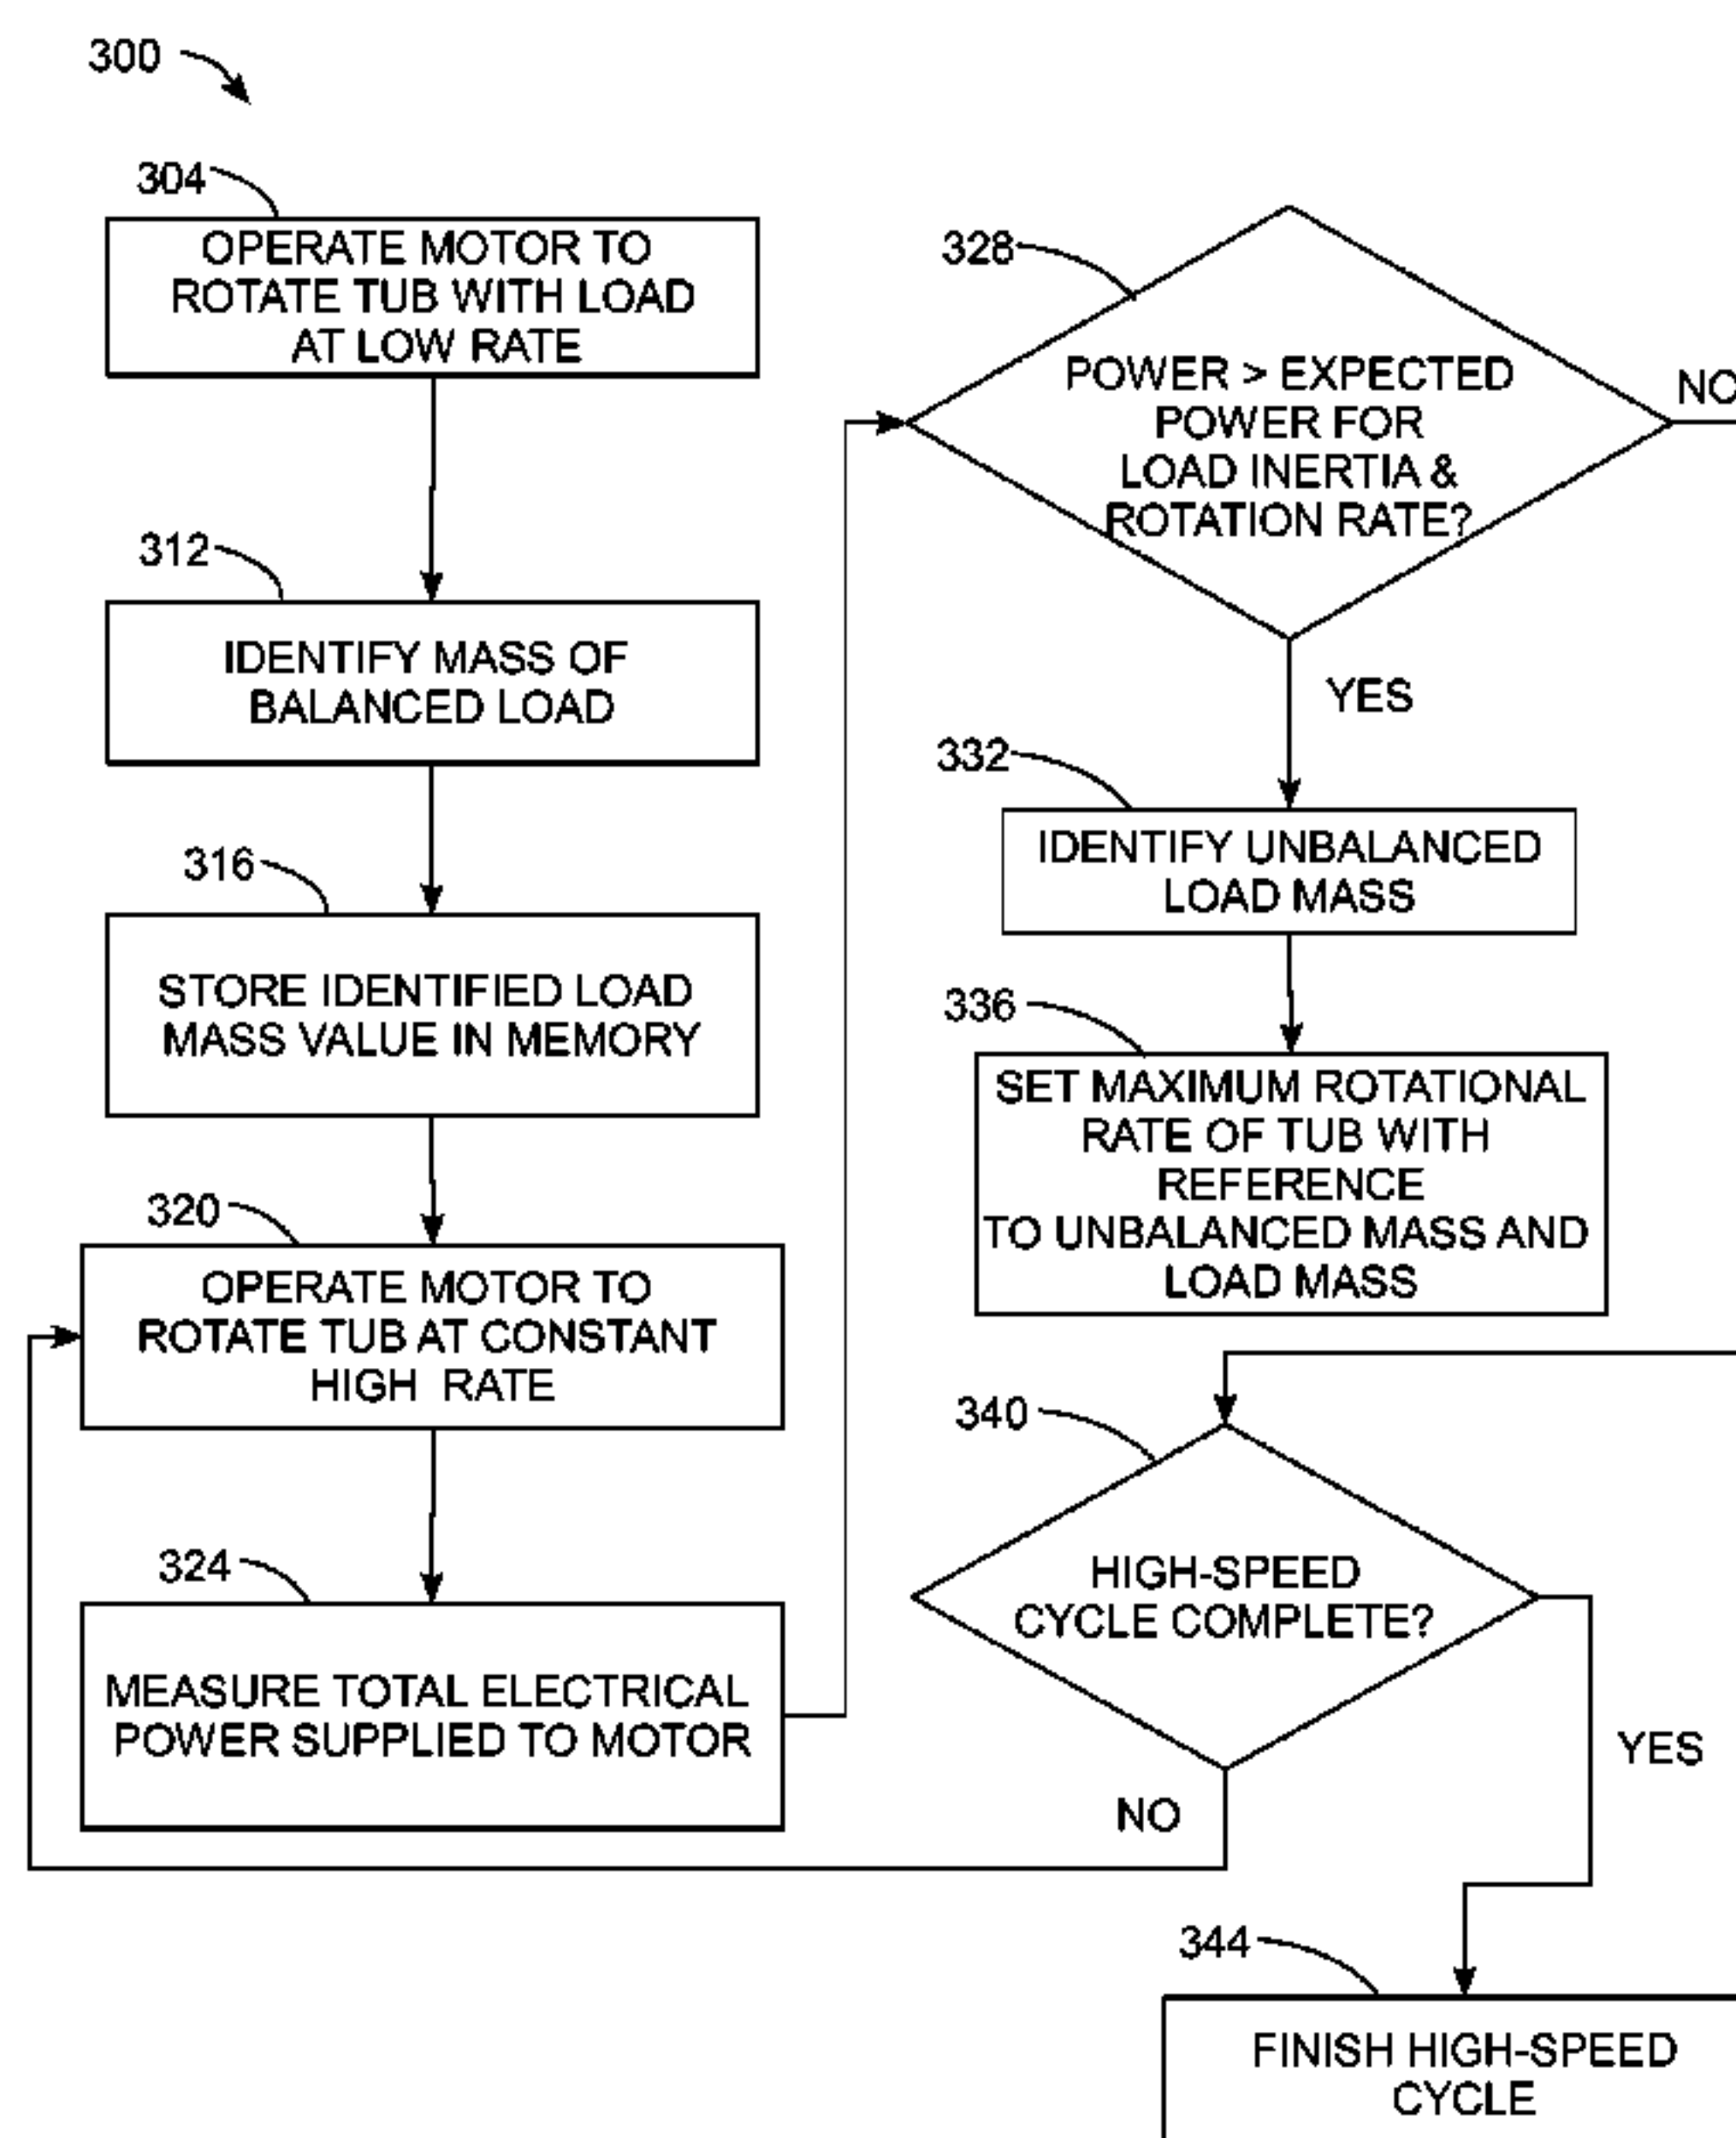 300
304
OPERATE MOTOR TO
ROTATE TUB WITH LOAD
AT LOW RATE
312
IDENTIFY MASS OF
BALANCED LOAD
316
STORE IDENTIFIED LOAD
MASS VALUE IN MEMORY
320
OPERATE MOTOR TO
ROTATE TUB AT CONSTANT
HIGH RATE
324
MEASURE TOTAL ELECTRICAL
POWER SUPPLIED TO MOTOR
328
POWER > EXPECTED
POWER FOR
LOAD INERTIA &
ROTATION RATE?
NO
YES
332
IDENTIFY UNBALANCED
LOAD MASS
336
SET MAXIMUM ROTATIONAL
RATE OF TUB WITH
REFERENCE
TO UNBALANCED MASS AND
LOAD MASS
340
HIGH-SPEED
CYCLE COMPLETE?
YES
NO
344
FINISH HIGH-SPEED
CYCLE